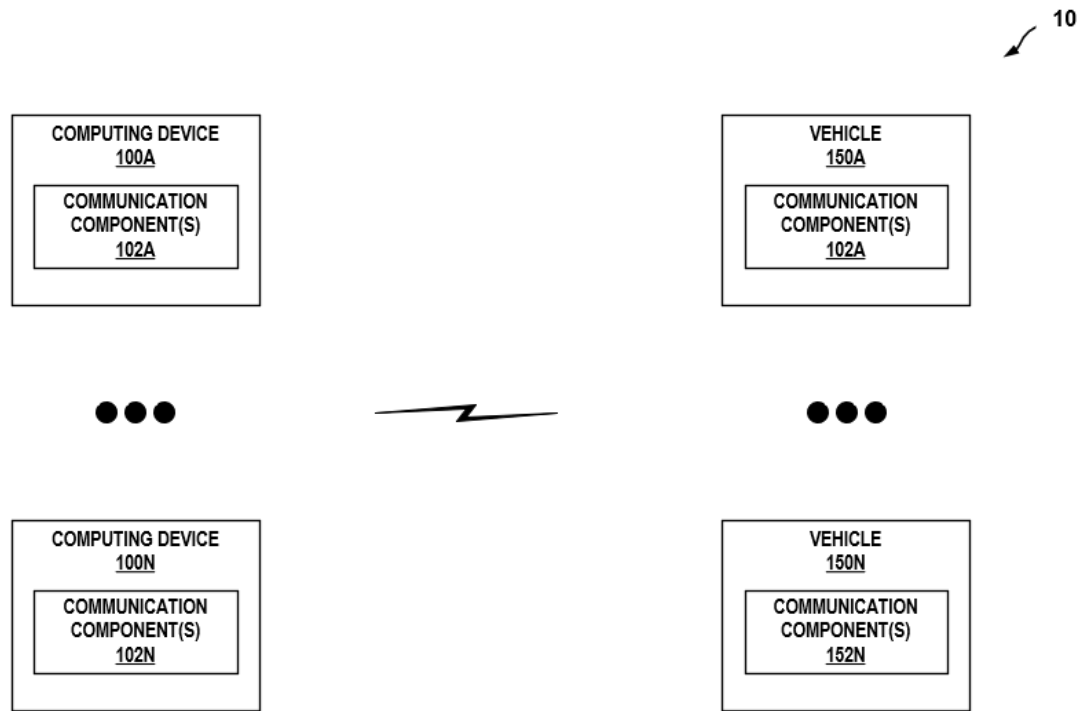 10
COMPUTING DEVICE
100A
COMMUNICATION
COMPONENT(S)
102A
VEHICLE
150A
COMMUNICATION
COMPONENT(S)
102A
COMPUTING DEVICE
100N
COMMUNICATION
COMPONENT(S)
102N
VEHICLE
150N
COMMUNICATION
COMPONENT(S)
152N